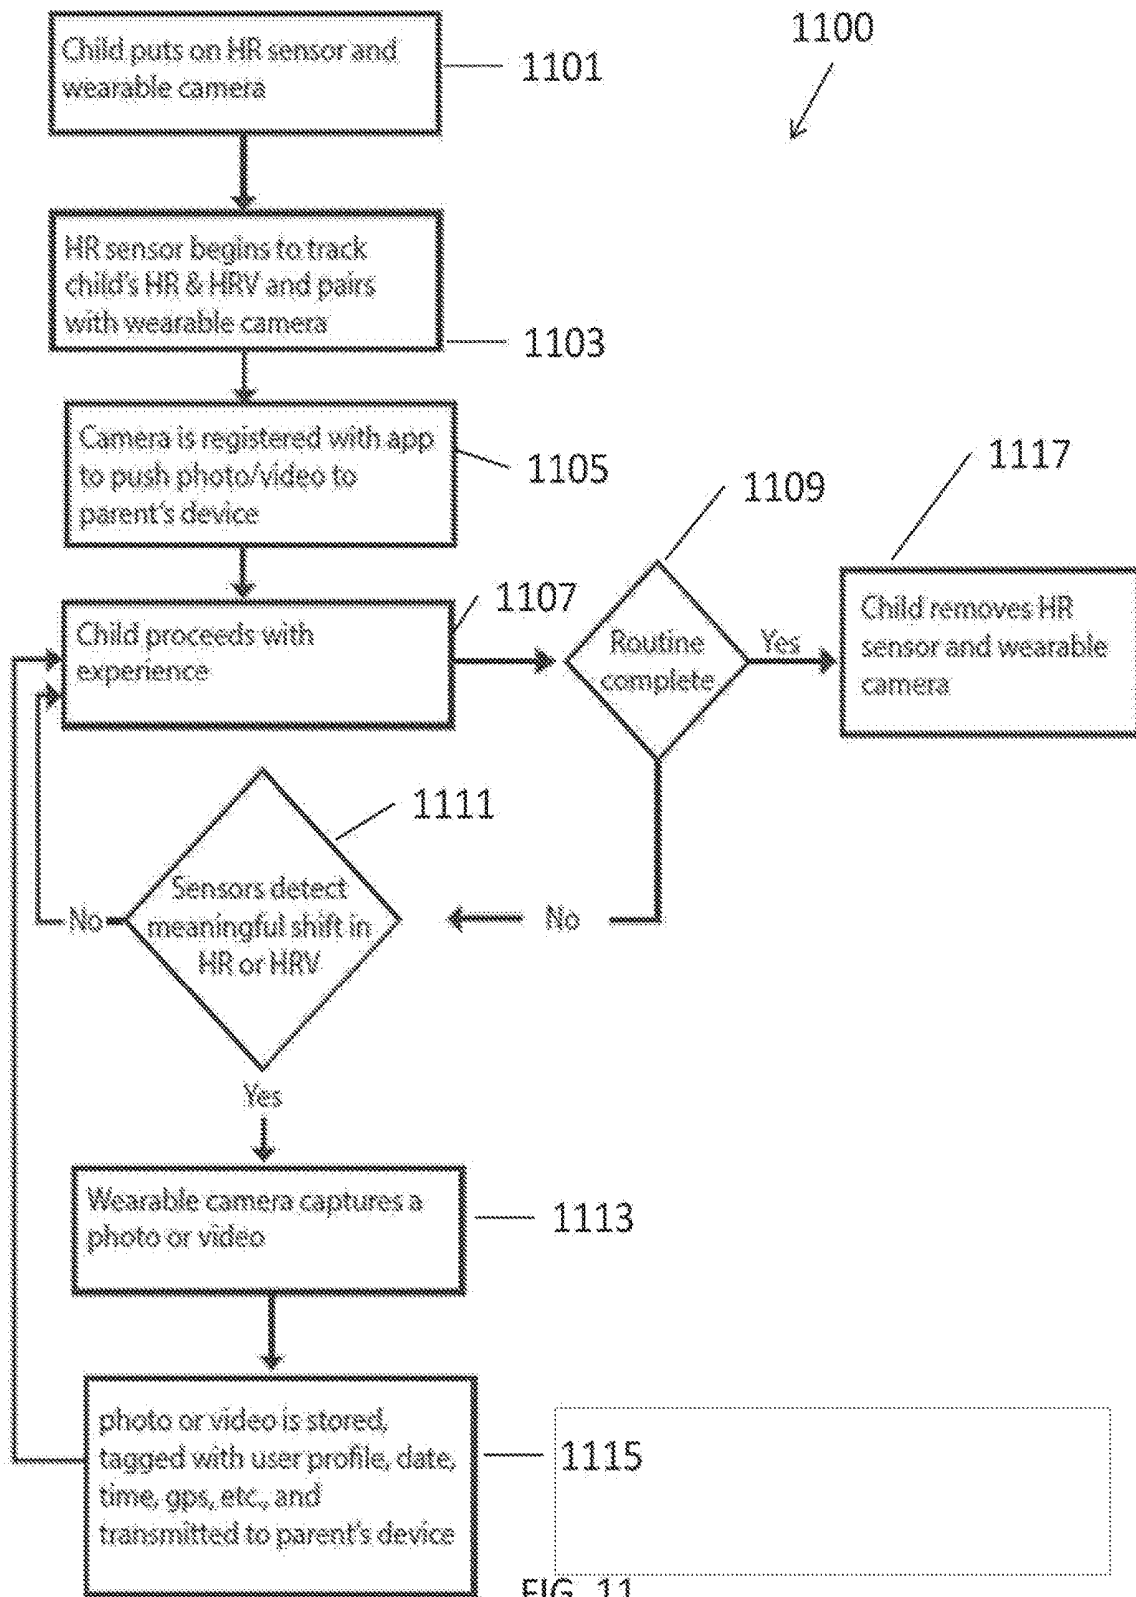 1100
Child puts on HR sensor and
wearable camera
1101
HR sensor begins to track
child's HR & HRV and pairs
with wearable camera
1103
Camera is registered with app
to push photo/video to
parent's device
1105
Child proceeds with
experience
1107
1109
Routine
complete
Yes
1117
Child removes HR
sensor and wearable
camera
No
1111
Sensors detect
meaningful shift in
HR or HRV
No
Yes
Wearable camera captures a
photo or video
1113
photo or video is stored,
tagged with user profile, date,
time, gps, etc., and
transmitted to parent's device
1115
FIG. 11